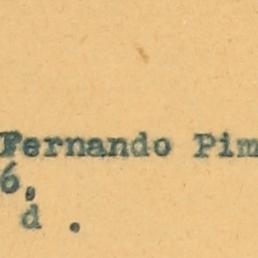 Fernando Pim
6,
d .